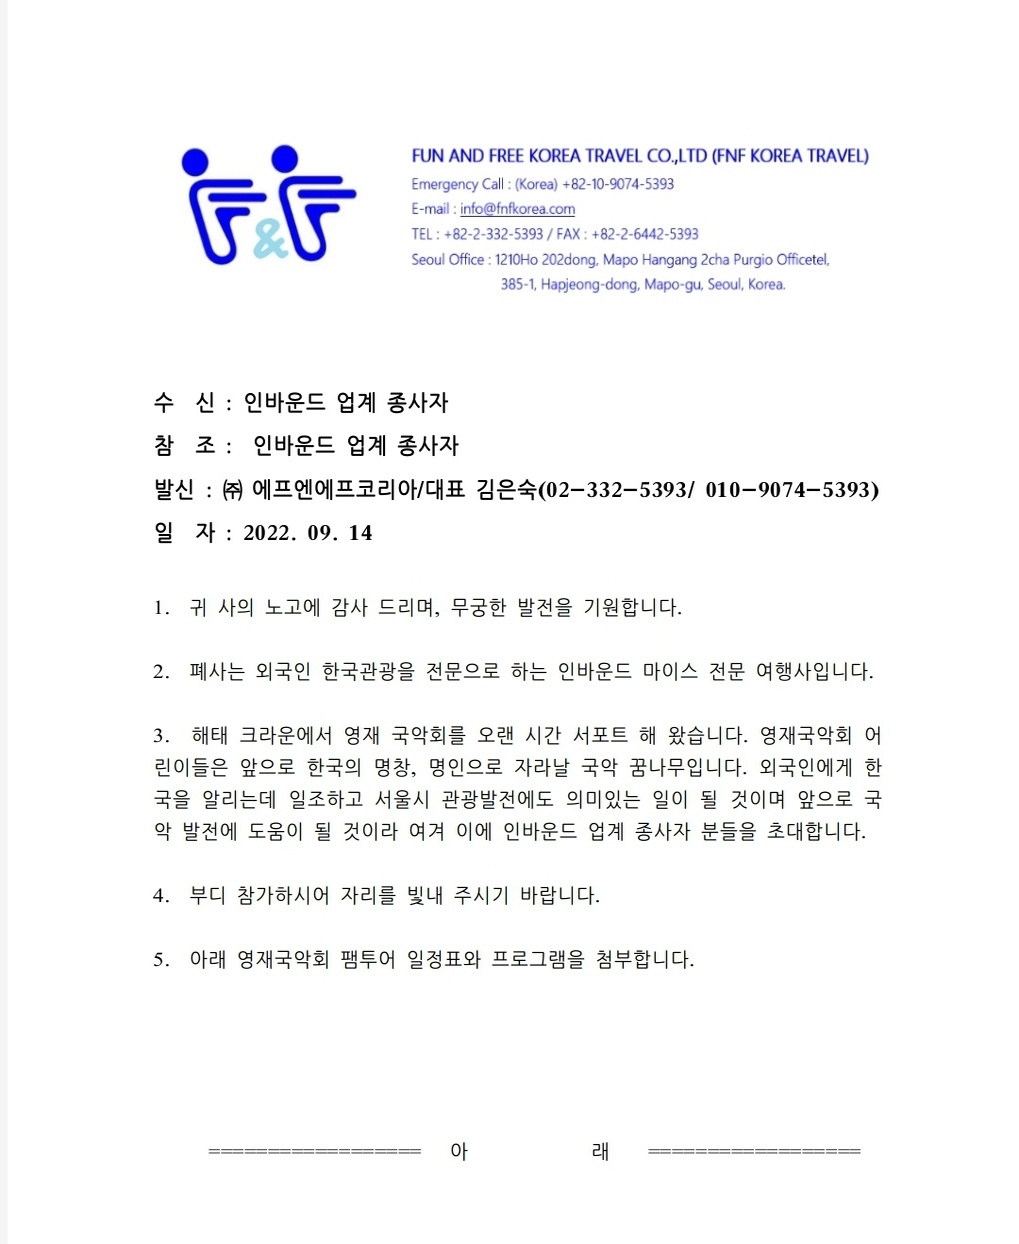 F&F
FUN AND FREE KOREA TRAVEL CO.,LTD (FNF KOREA TRAVEL)
Emergency Call : (Korea) +82-10-9074-5393
E-mail : info@fnfkorea.com
TEL : +82-2-332-5393 / FAX : +82-2-6442-5393
Seoul Office : 1210Ho 202dong, Mapo Hangang 2cha Purgio Officetel,
385-1, Hapjeong-dong, Mapo-gu, Seoul, Korea.
수 신 : 인바운드 업계 종사자
참 조 : 인바운드 업계 종사자
발신 : ㈜ 에프엔에프코리아/대표 김은숙(02-332-5393/ 010-9074-5393)
일 자 : 2022. 09. 14
1. 귀 사의 노고에 감사 드리며, 무궁한 발전을 기원합니다.
2. 폐사는 외국인 한국관광을 전문으로 하는 인바운드 마이스 전문 여행사입니다.
3. 해태 크라운에서 영재 국악회를 오랜 시간 서포트 해 왔습니다. 영재국악회 어
린이들은 앞으로 한국의 명창, 명인으로 자라날 국악 꿈나무입니다. 외국인에게 한
국을 알리는데 일조하고 서울시 관광발전에도 의미있는 일이 될 것이며 앞으로 국
악 발전에 도움이 될 것이라 여겨 이에 인바운드 업계 종사자 분들을 초대합니다.
4. 부디 참가하시어 자리를 빛내 주시기 바랍니다.
5. 아래 영재국악회 팸투어 일정표와 프로그램을 첨부합니다.
================== 아 래 ==================